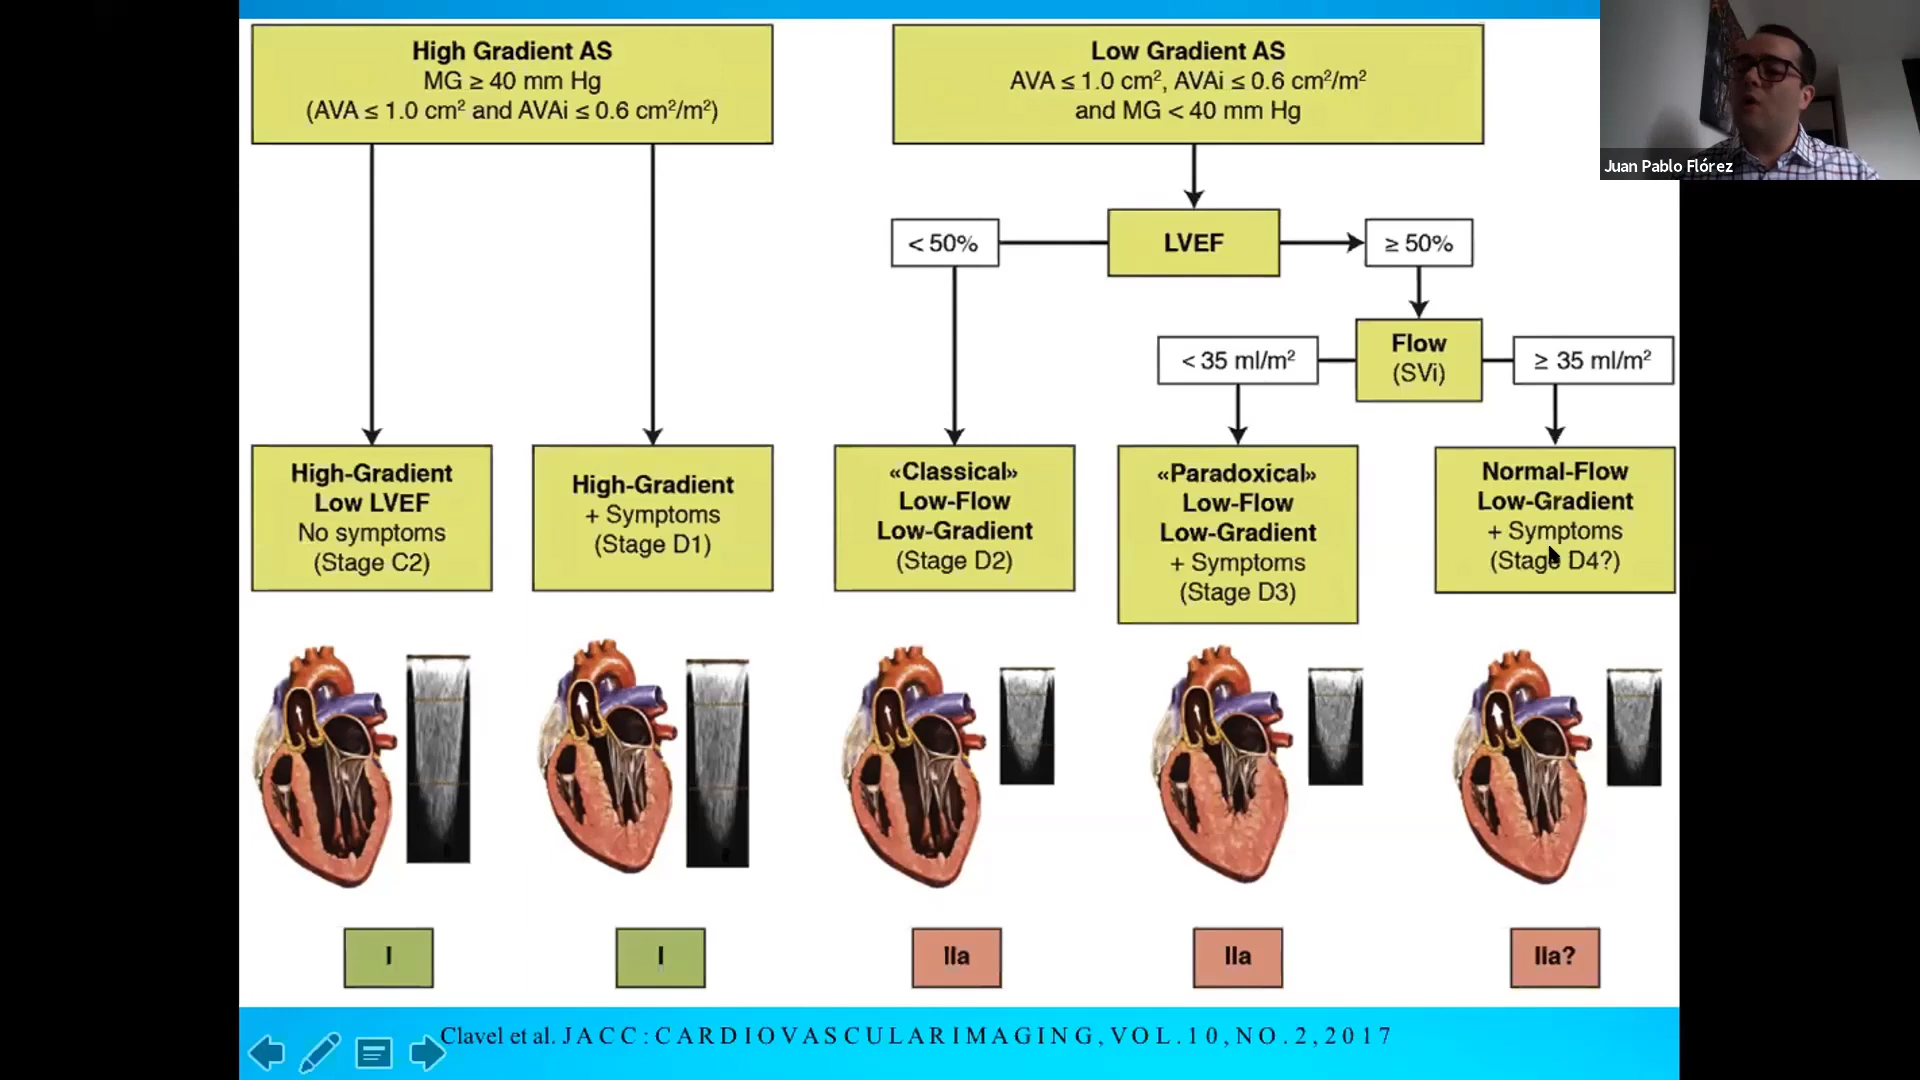 High Gradient AS
MG ≥ 40 mm Hg
(AVA ≤ 1.0 cm² and AVAi ≤ 0.6 cm²/m²)
Low Gradient AS
AVA ≤ 1.0 cm², AVAi ≤ 0.6 cm²/m²
and MG < 40 mm Hg
Juan Pablo Flórez
< 50%
LVEF
≥ 50%
< 35 ml/m²
Flow
(SVi)
≥ 35 ml/m²
High-Gradient
Low LVEF
No symptoms
(Stage C2)
High-Gradient
+ Symptoms
(Stage D1)
«Classical»
Low-Flow
Low-Gradient
(Stage D2)
«Paradoxical»
Low-Flow
Low-Gradient
+ Symptoms
(Stage D3)
Normal-Flow
Low-Gradient
+ Symptoms
(Stage D4?)
I
I
IIa
IIa
IIa?
Clavel et al. JACC: CARDIOVASCULAR IMAGING, VOL. 10, NO. 2, 2017